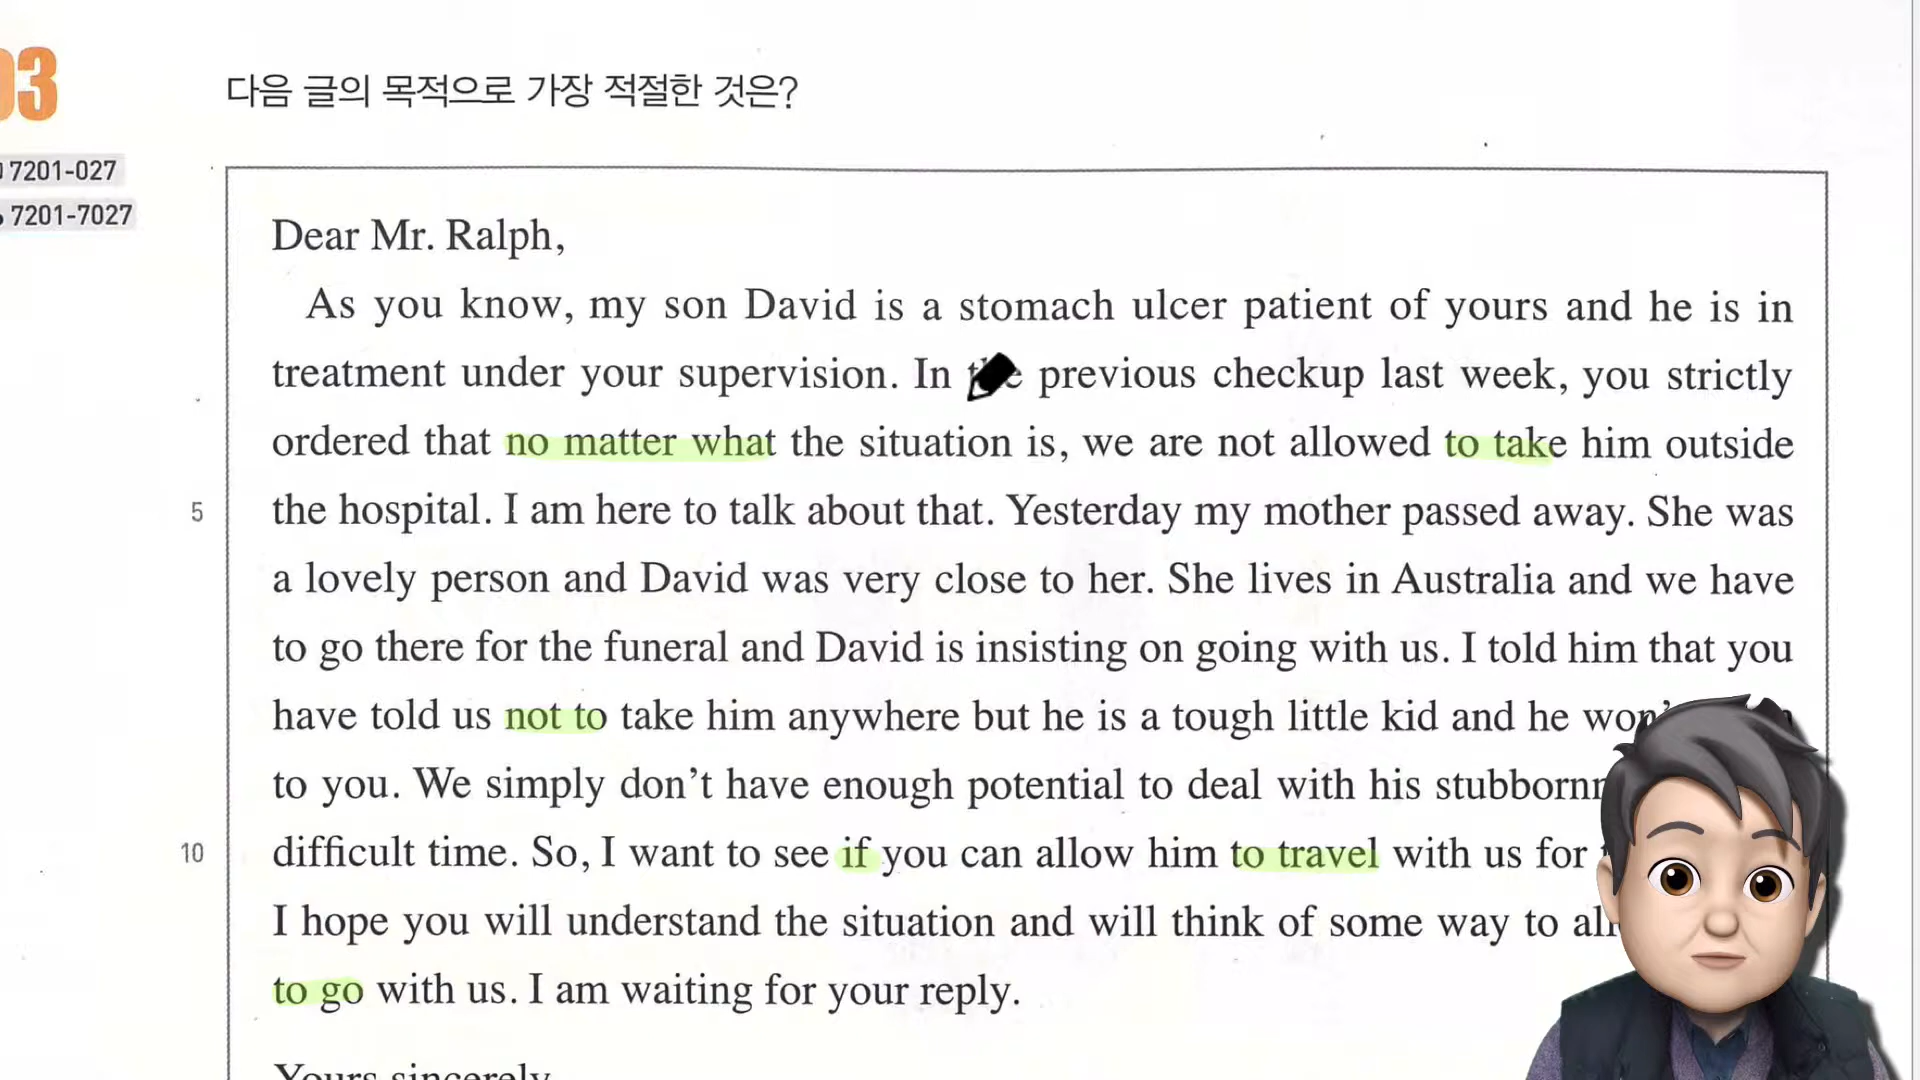 03
다음 글의 목적으로 가장 적절한 것은?
7201-027
7201-7027
Dear Mr. Ralph,
As you know, my son David is a stomach ulcer patient of yours and he is in
treatment under your supervision. In the previous checkup last week, you strictly
ordered that no matter what the situation is, we are not allowed to take him outside
5 the hospital. I am here to talk about that. Yesterday my mother passed away. She was
a lovely person and David was very close to her. She lives in Australia and we have
to go there for the funeral and David is insisting on going with us. I told him that you
have told us not to take him anywhere but he is a tough little kid and he
to you. We simply don't have enough potential to deal with his
10 difficult time. So, I want to see if you can allow him to travel with us for
I hope you will understand the situation and will think of some way to
to go with us. I am waiting for your reply.
Yours sincerely